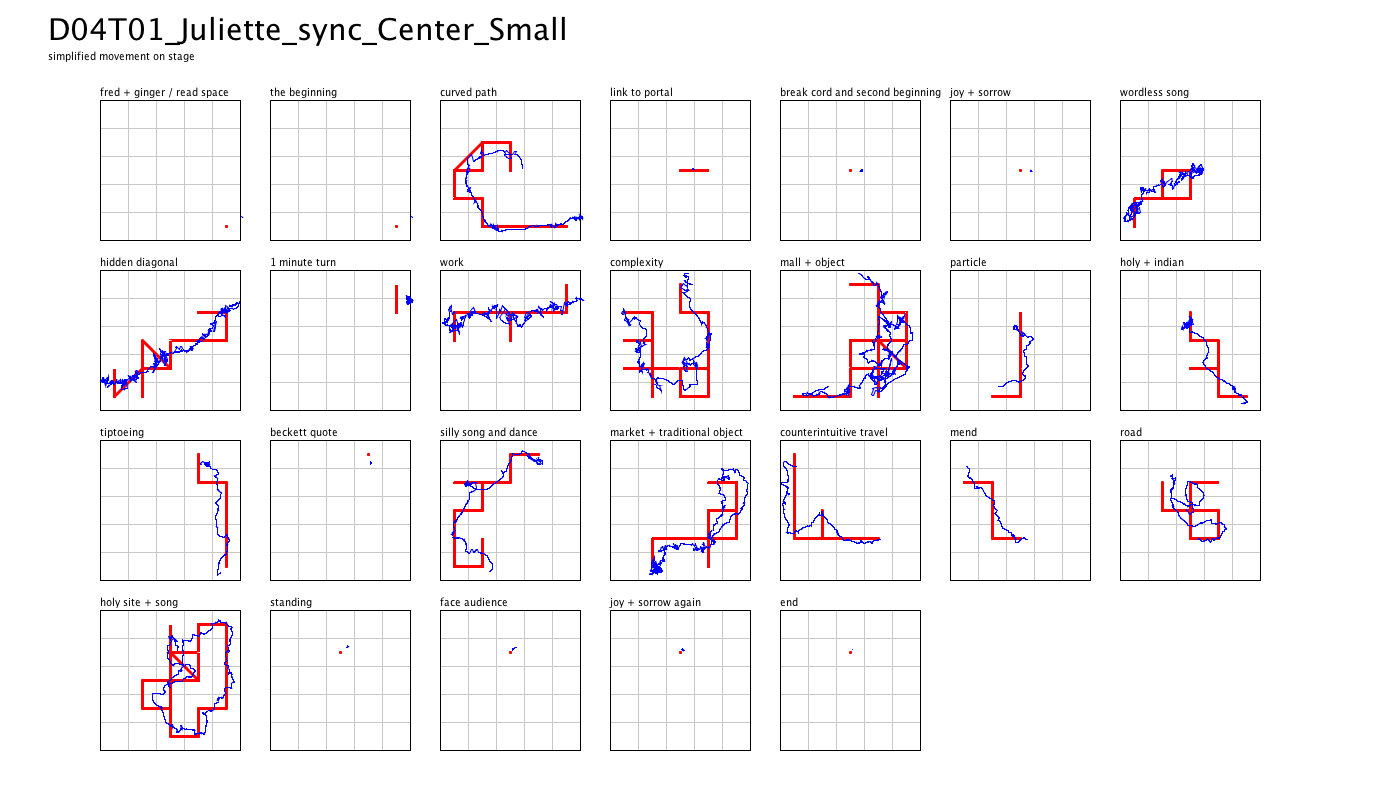 D04T01_Juliette_sync_Center_Small
simplified movement on stage
fred + ginger / read space
the beginning
curved path
link to portal
break cord and second beginning
joy + sorrow
wordless song
hidden diagonal
1 minute turn
work
complexity
mall + object
particle
holy + indian
tiptoeing
beckett quote
silly song and dance
market + traditional object
counterintuitive travel
mend
road
holy site + song
standing
face audience
joy + sorrow again
end